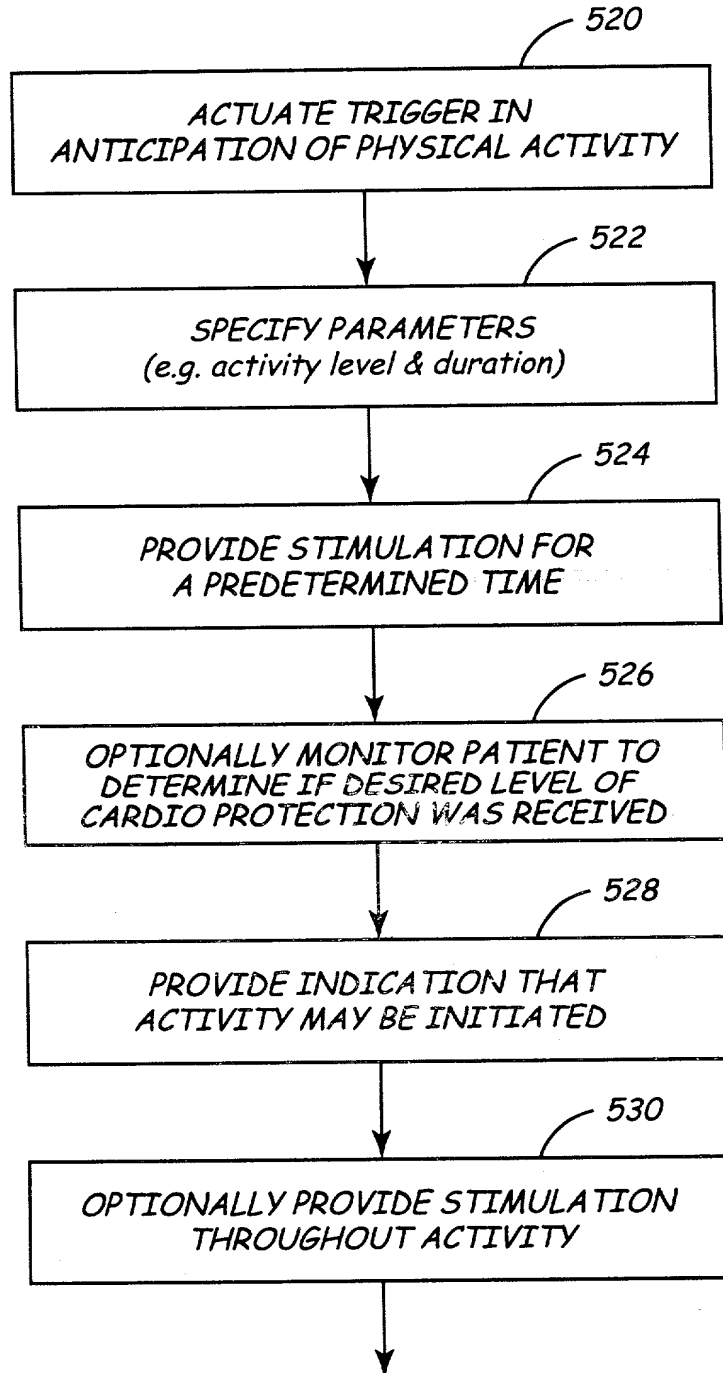 520
ACTUATE TRIGGER IN
ANTICIPATION OF PHYSICAL ACTIVITY
522
SPECIFY PARAMETERS
(e.g. activity level & duration)
524
PROVIDE STIMULATION FOR
A PREDETERMINED TIME
526
OPTIONALLY MONITOR PATIENT TO
DETERMINE IF DESIRED LEVEL OF
CARDIO PROTECTION WAS RECEIVED
528
PROVIDE INDICATION THAT
ACTIVITY MAY BE INITIATED
530
OPTIONALLY PROVIDE STIMULATION
THROUGHOUT ACTIVITY